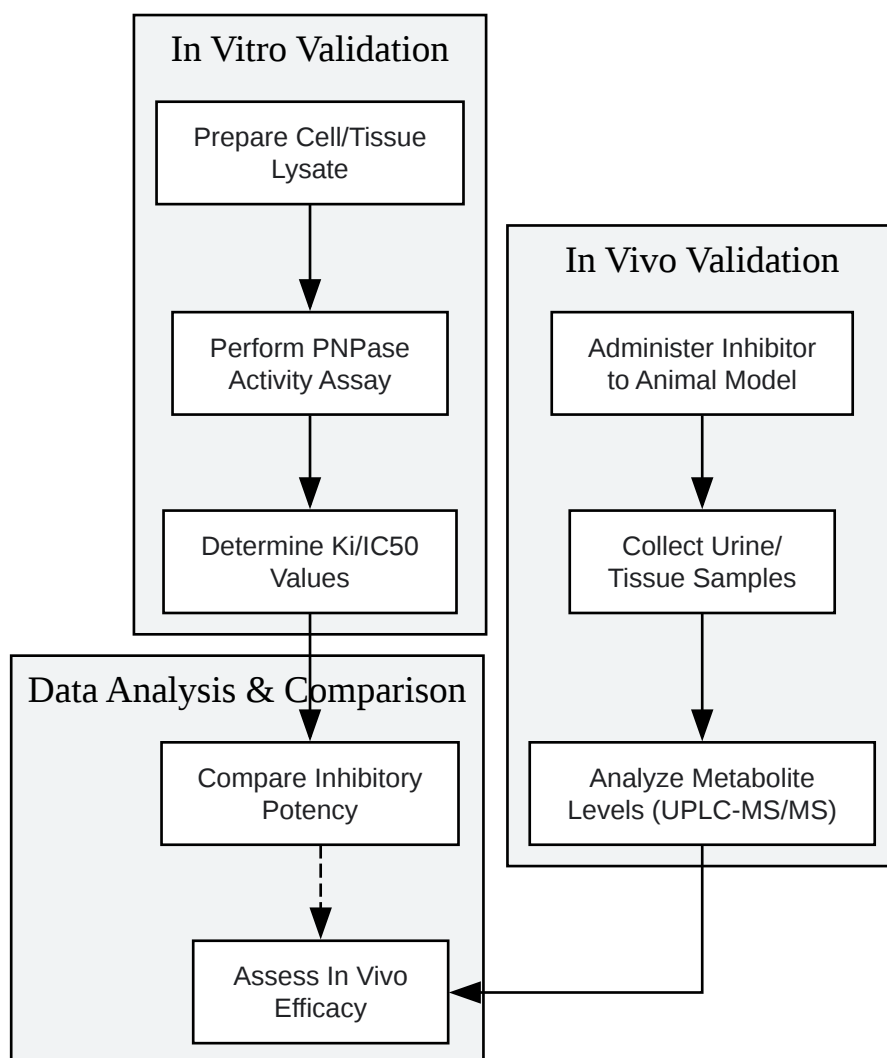 In Vitro Validation
Prepare Cell/Tissue
Lysate
Perform PNPase
Activity Assay
Determine Ki/IC50
Values
In Vivo Validation
Administer Inhibitor
to Animal Model
Collect Urine/
Tissue Samples
Analyze Metabolite
Levels (UPLC-MS/MS)
Data Analysis & Comparison
Compare Inhibitory
Potency
Assess In Vivo
Efficacy